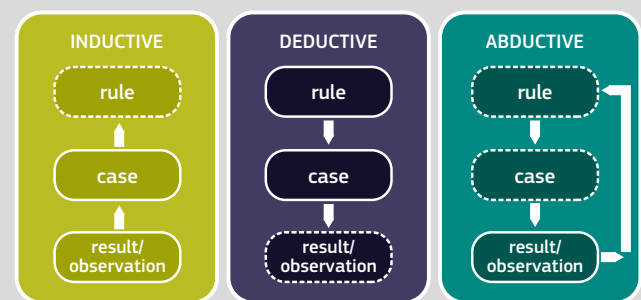 INDUCTIVE
rule
case
result/
observation
DEDUCTIVE
rule
case
result/
observation
ABDUCTIVE
rule
case
result/
observation